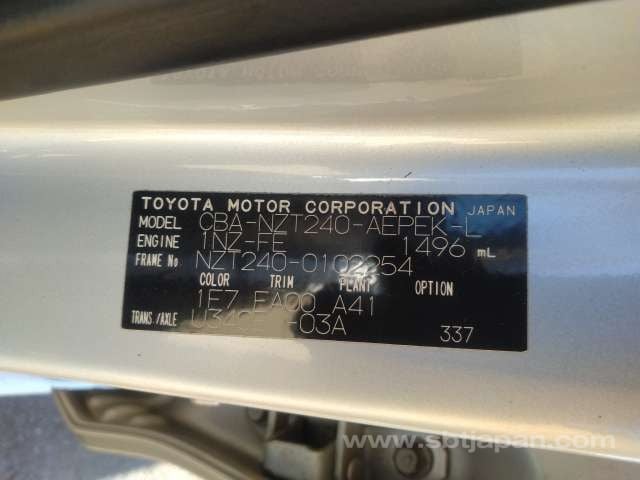 TOYOTA MOTOR CORPORATION JAPAN
MODEL CBA-NZT240-AEPEK-L
ENGINE 1NZ-FE 1496 mL
FRAME No NZT240-0102254
COLOR TRIM PLANT OPTION
1F7 EA00 A41
TRANS./AXLE -03A
337
www.sbtjapan.com